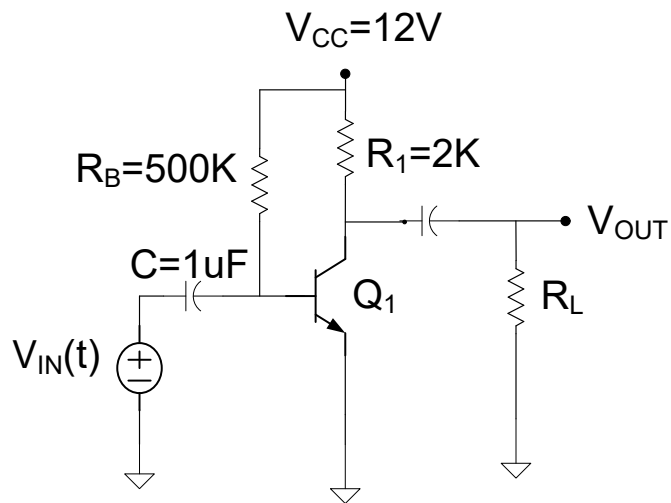 V_CC=12V
R_B=500K
R_1=2K
C=1uF
Q_1
V_OUT
R_L
V_IN(t)
+
−